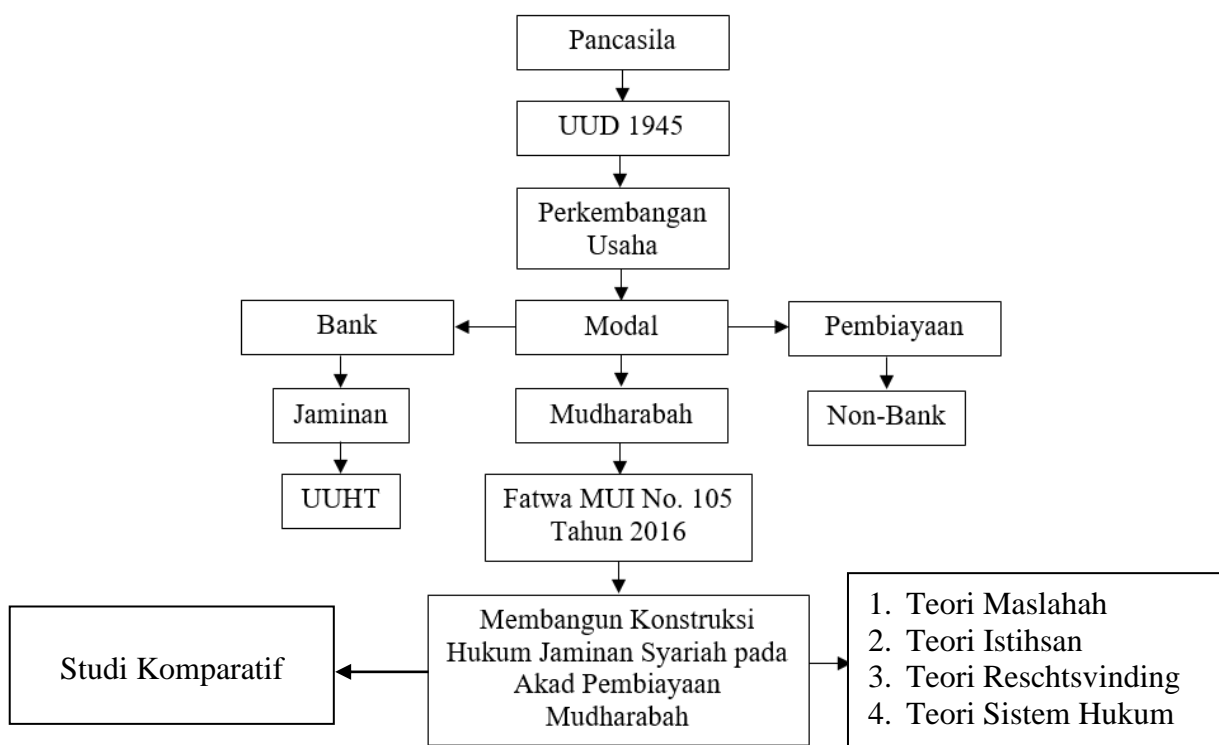 Pancasila
UUD 1945
Perkembangan
Usaha
Bank
Modal
Pembiayaan
Jaminan
Mudharabah
Non-Bank
UUHT
Fatwa MUI No. 105
Tahun 2016
Studi Komparatif
Membangun Konstruksi
Hukum Jaminan Syariah pada
Akad Pembiayaan
Mudharabah
1. Teori Maslahah
2. Teori Istihsan
3. Teori Reschtsvinding
4. Teori Sistem Hukum